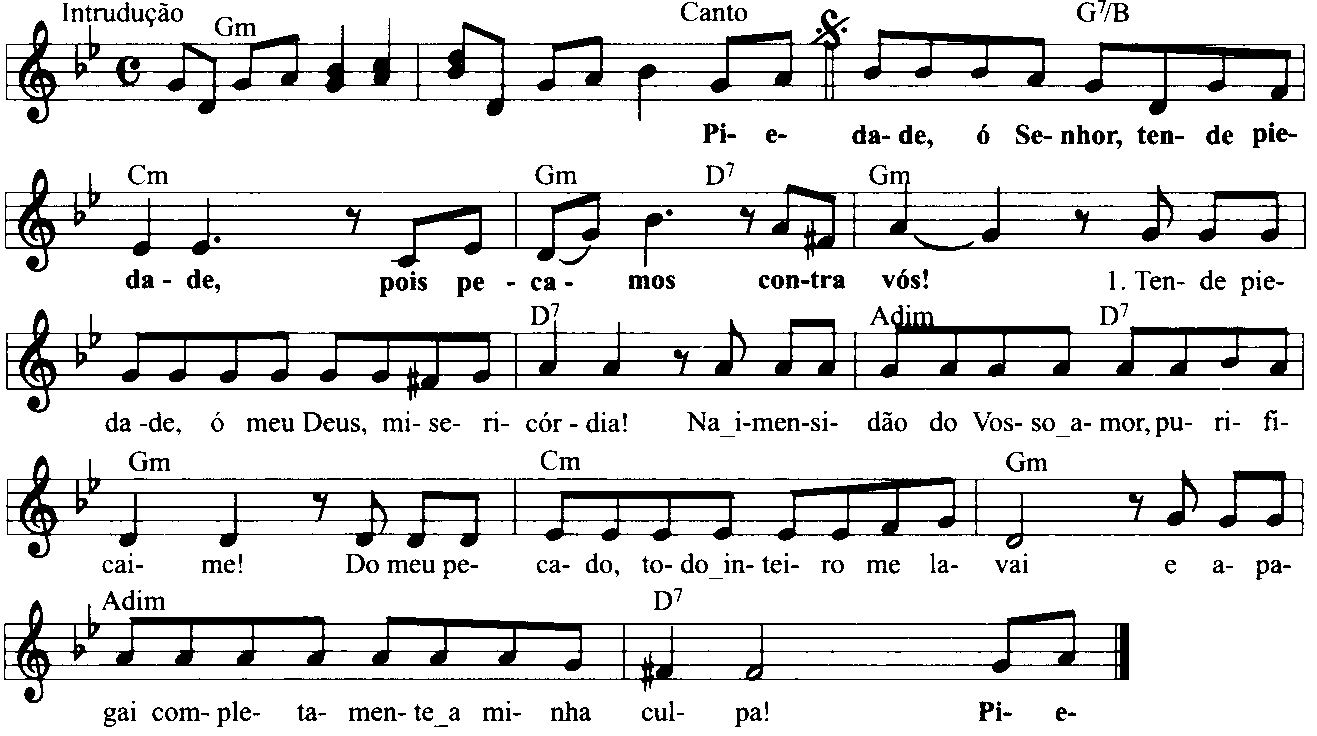 Intrudução Gm Canto G7/B
Pi- e- da- de, ó Se- nhor, ten- de pie-
Cm Gm D7 Gm
da - de, pois pe - ca - mos con-tra vós! 1. Ten- de pie-
D7 Adim D7
da -de, ó meu Deus, mi- se- ri- cór - dia! Na_i-men-si- dão do Vos- so_a- mor, pu- ri- fi-
Gm Cm Gm
cai- me! Do meu pe- ca- do, to- do_in- tei- ro me la- vai e a- pa-
Adim D7
gai com- ple- ta- men- te_a mi- nha cul- pa! Pi- e-